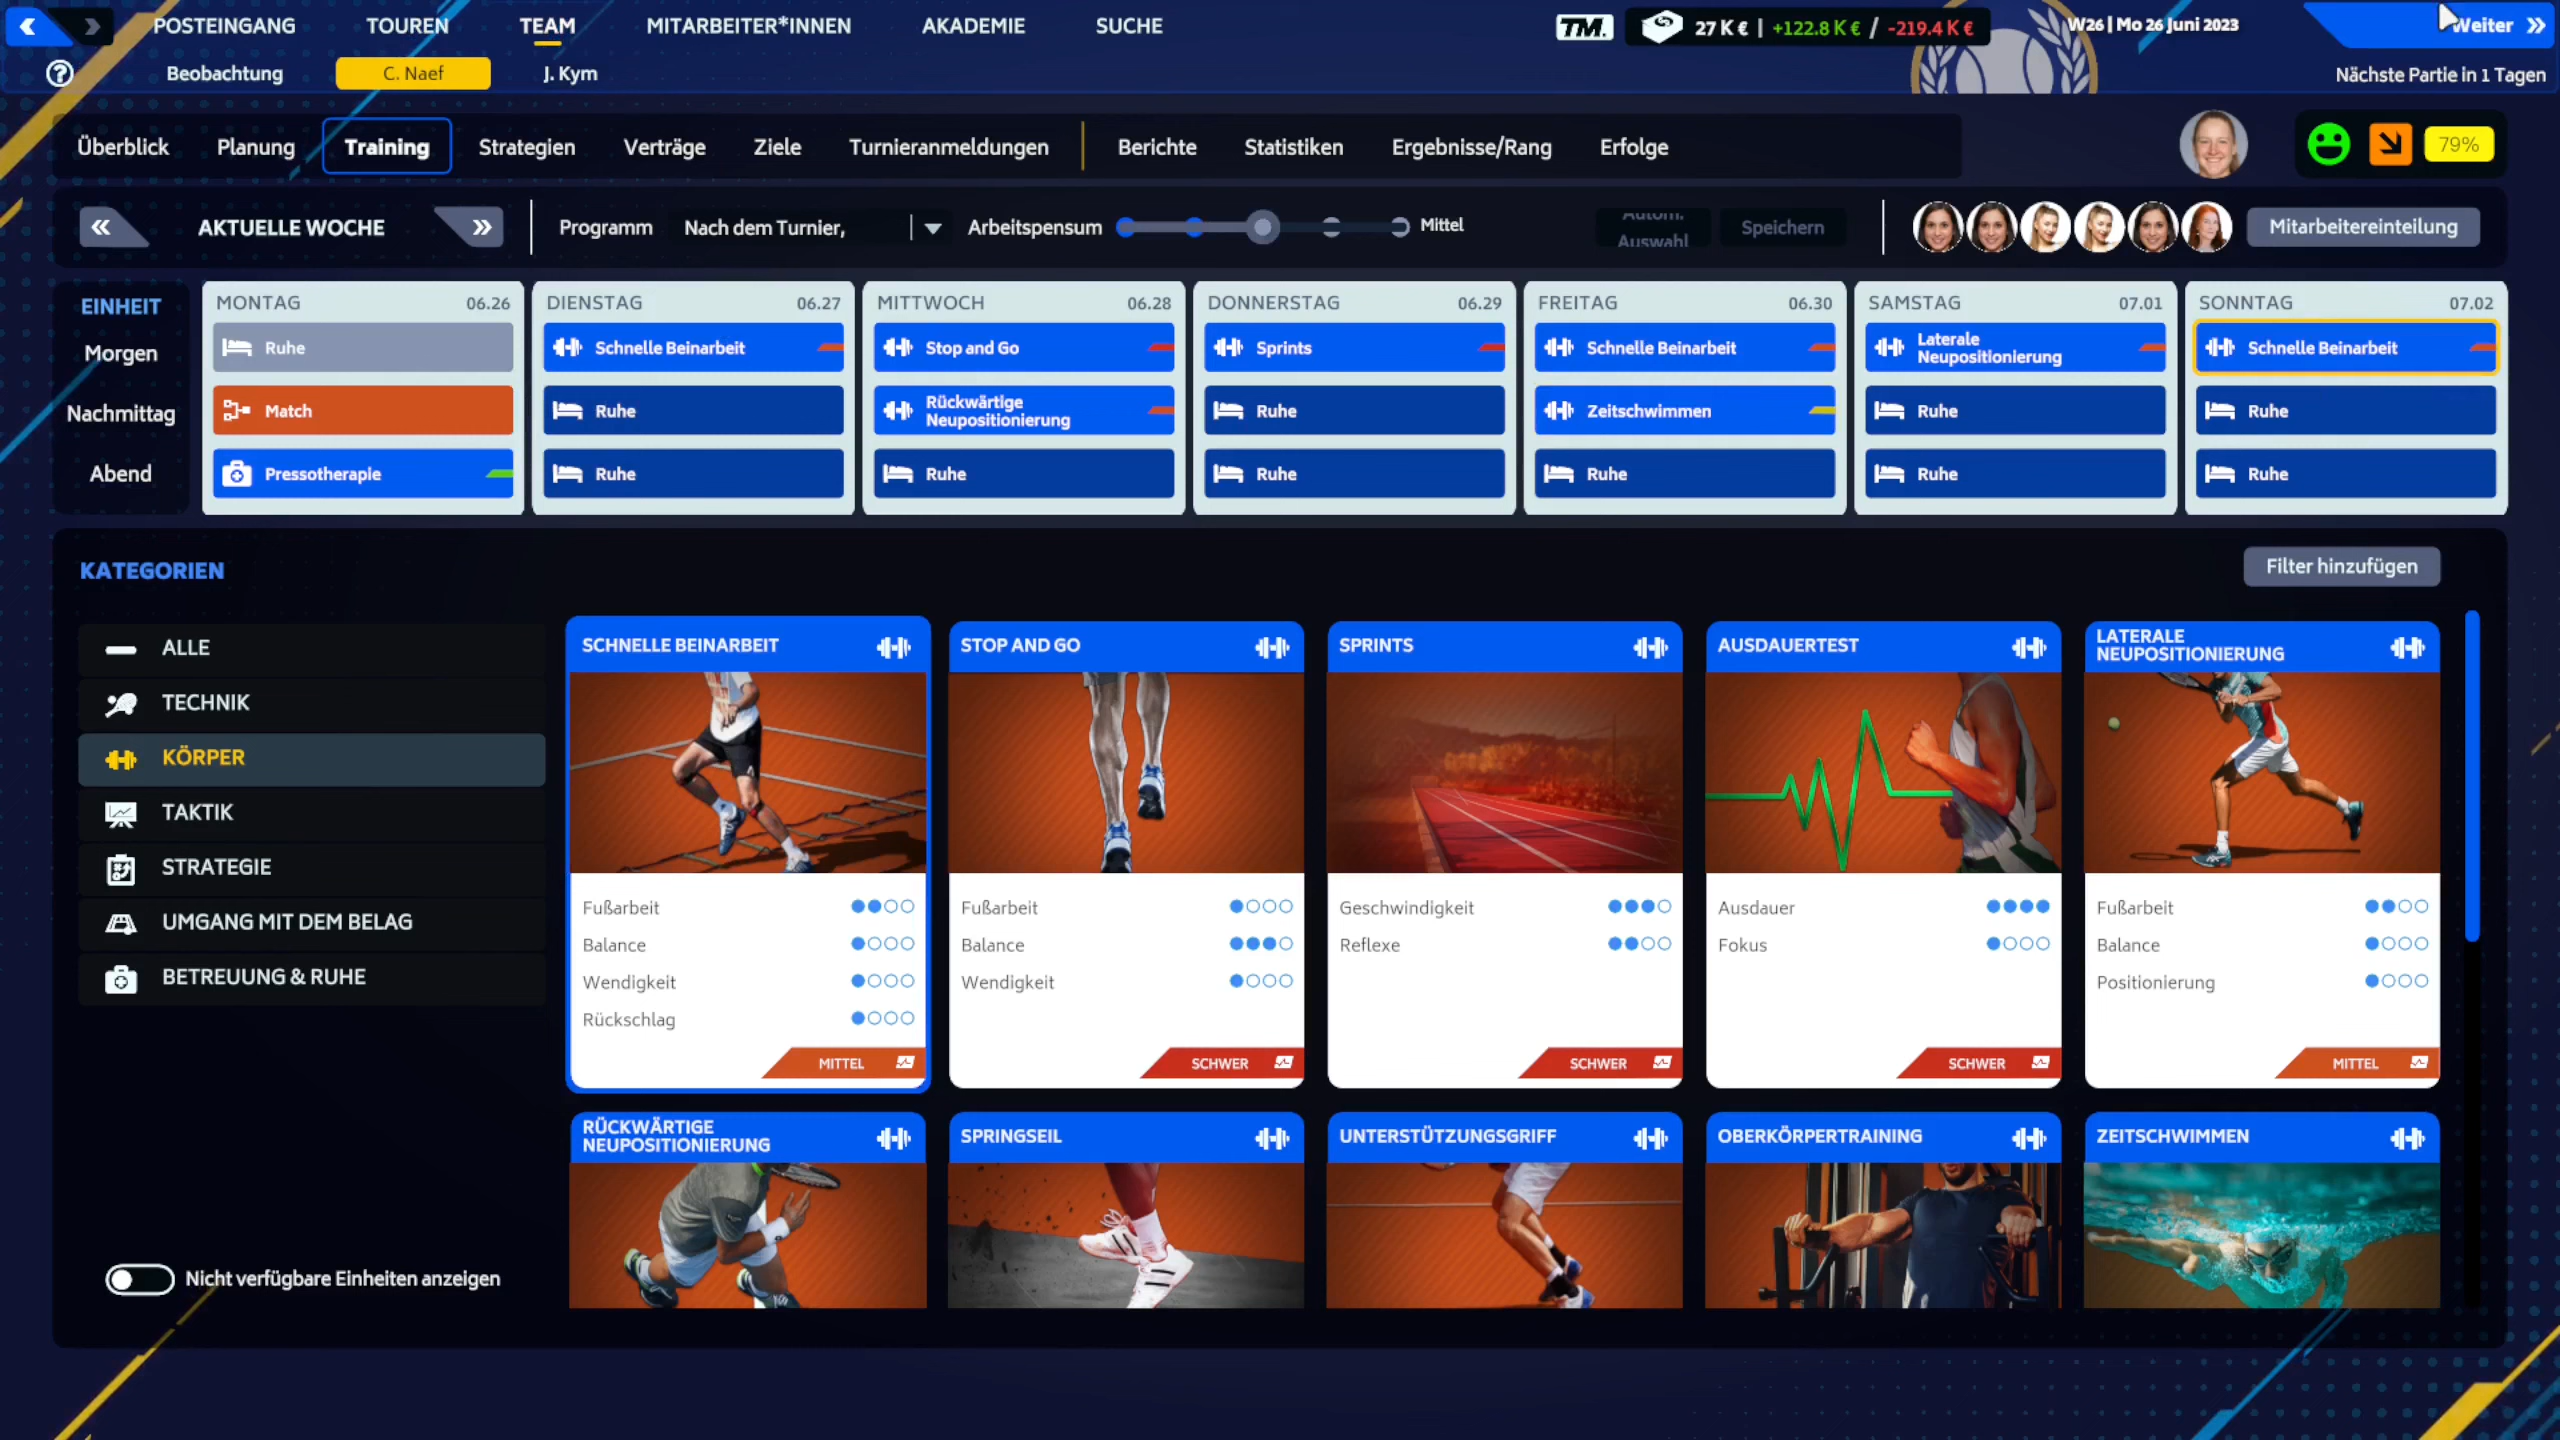 POSTEINGANG
TOUREN
TEAM
MITARBEITER*INNEN
AKADEMIE
SUCHE
TM.
27 K € | +122.8 K € / -219.4 K €
W26 | Mo 26 Juni 2023
Weiter
Beobachtung
C. Naef
J. Kym
Nächste Partie in 1 Tagen
Überblick
Planung
Training
Strategien
Verträge
Ziele
Turnieranmeldungen
Berichte
Statistiken
Ergebnisse/Rang
Erfolge
79%
AKTUELLE WOCHE
Programm
Nach dem Turnier,
Arbeitspensum
Mittel
Autom.
Auswahl
Speichern
Mitarbeitereinteilung
EINHEIT
Morgen
Nachmittag
Abend
MONTAG 06.26
Ruhe
Match
Pressotherapie
DIENSTAG 06.27
Schnelle Beinarbeit
Ruhe
Ruhe
MITTWOCH 06.28
Stop and Go
Rückwärtige
Neupositionierung
Ruhe
DONNERSTAG 06.29
Sprints
Ruhe
Ruhe
FREITAG 06.30
Schnelle Beinarbeit
Zeitschwimmen
Ruhe
SAMSTAG 07.01
Laterale
Neupositionierung
Ruhe
Ruhe
SONNTAG 07.02
Schnelle Beinarbeit
Ruhe
Ruhe
KATEGORIEN
Filter hinzufügen
ALLE
TECHNIK
KÖRPER
TAKTIK
STRATEGIE
UMGANG MIT DEM BELAG
BETREUUNG & RUHE
Nicht verfügbare Einheiten anzeigen
SCHNELLE BEINARBEIT
Fußarbeit
Balance
Wendigkeit
Rückschlag
MITTEL
STOP AND GO
Fußarbeit
Balance
Wendigkeit
SCHWER
SPRINTS
Geschwindigkeit
Reflexe
SCHWER
AUSDAUERTEST
Ausdauer
Fokus
SCHWER
LATERALE
NEUPOSITIONIERUNG
Fußarbeit
Balance
Positionierung
MITTEL
RÜCKWÄRTIGE
NEUPOSITIONIERUNG
SPRINGSEIL
UNTERSTÜTZUNGSGRIFF
OBERKÖRPERTRAINING
ZEITSCHWIMMEN